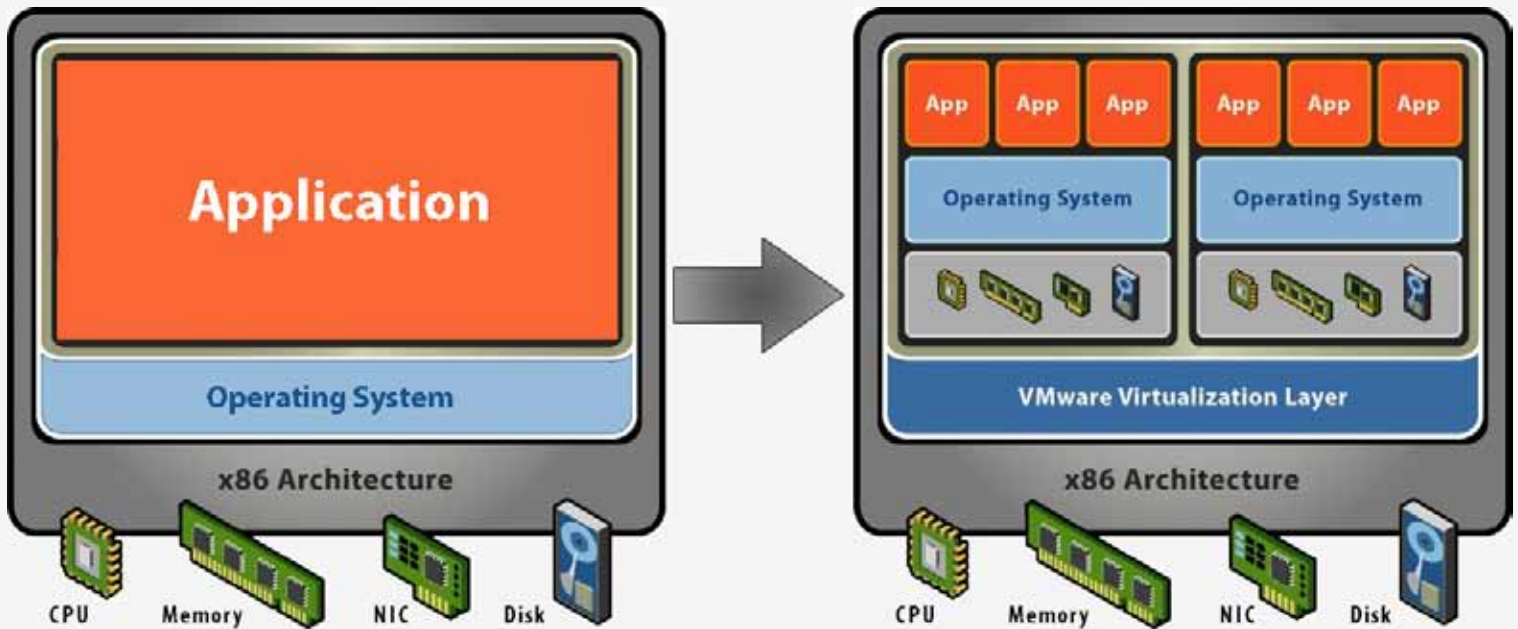 Application
Operating System
x86 Architecture
CPU Memory NIC Disk
App App App App App App
Operating System Operating System
VMware Virtualization Layer
x86 Architecture
CPU Memory NIC Disk